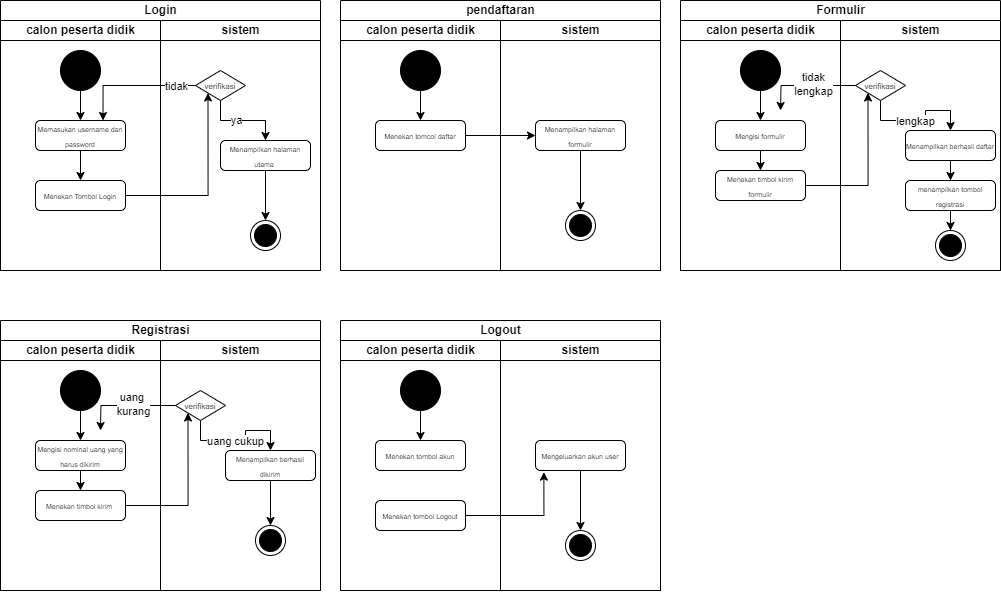 Login
calon peserta didik
sistem
tidak
verifikasi
ya
Memasukan username dan
password
Menampilkan halaman
utama
Menekan Tombol Login
pendaftaran
calon peserta didik
sistem
Menekan tomcol daftar
Menampilkan halaman
formulir
Formulir
calon peserta didik
sistem
tidak
lengkap
verifikasi
lengkap
Mengisi formulir
Menampilkan berhasil daftar
Menekan timbol kirim
formulir
menampilkan tombol
registrasi
Registrasi
calon peserta didik
sistem
uang
kurang
verifikasi
uang cukup
Mengisi nominal uang yang
harus dikirim
Menampilkan berhasil
dikirim
Menekan timbol kirim
Logout
calon peserta didik
sistem
Menekan tombol akun
Mengeluarkan akun user
Menekan tombol Logout